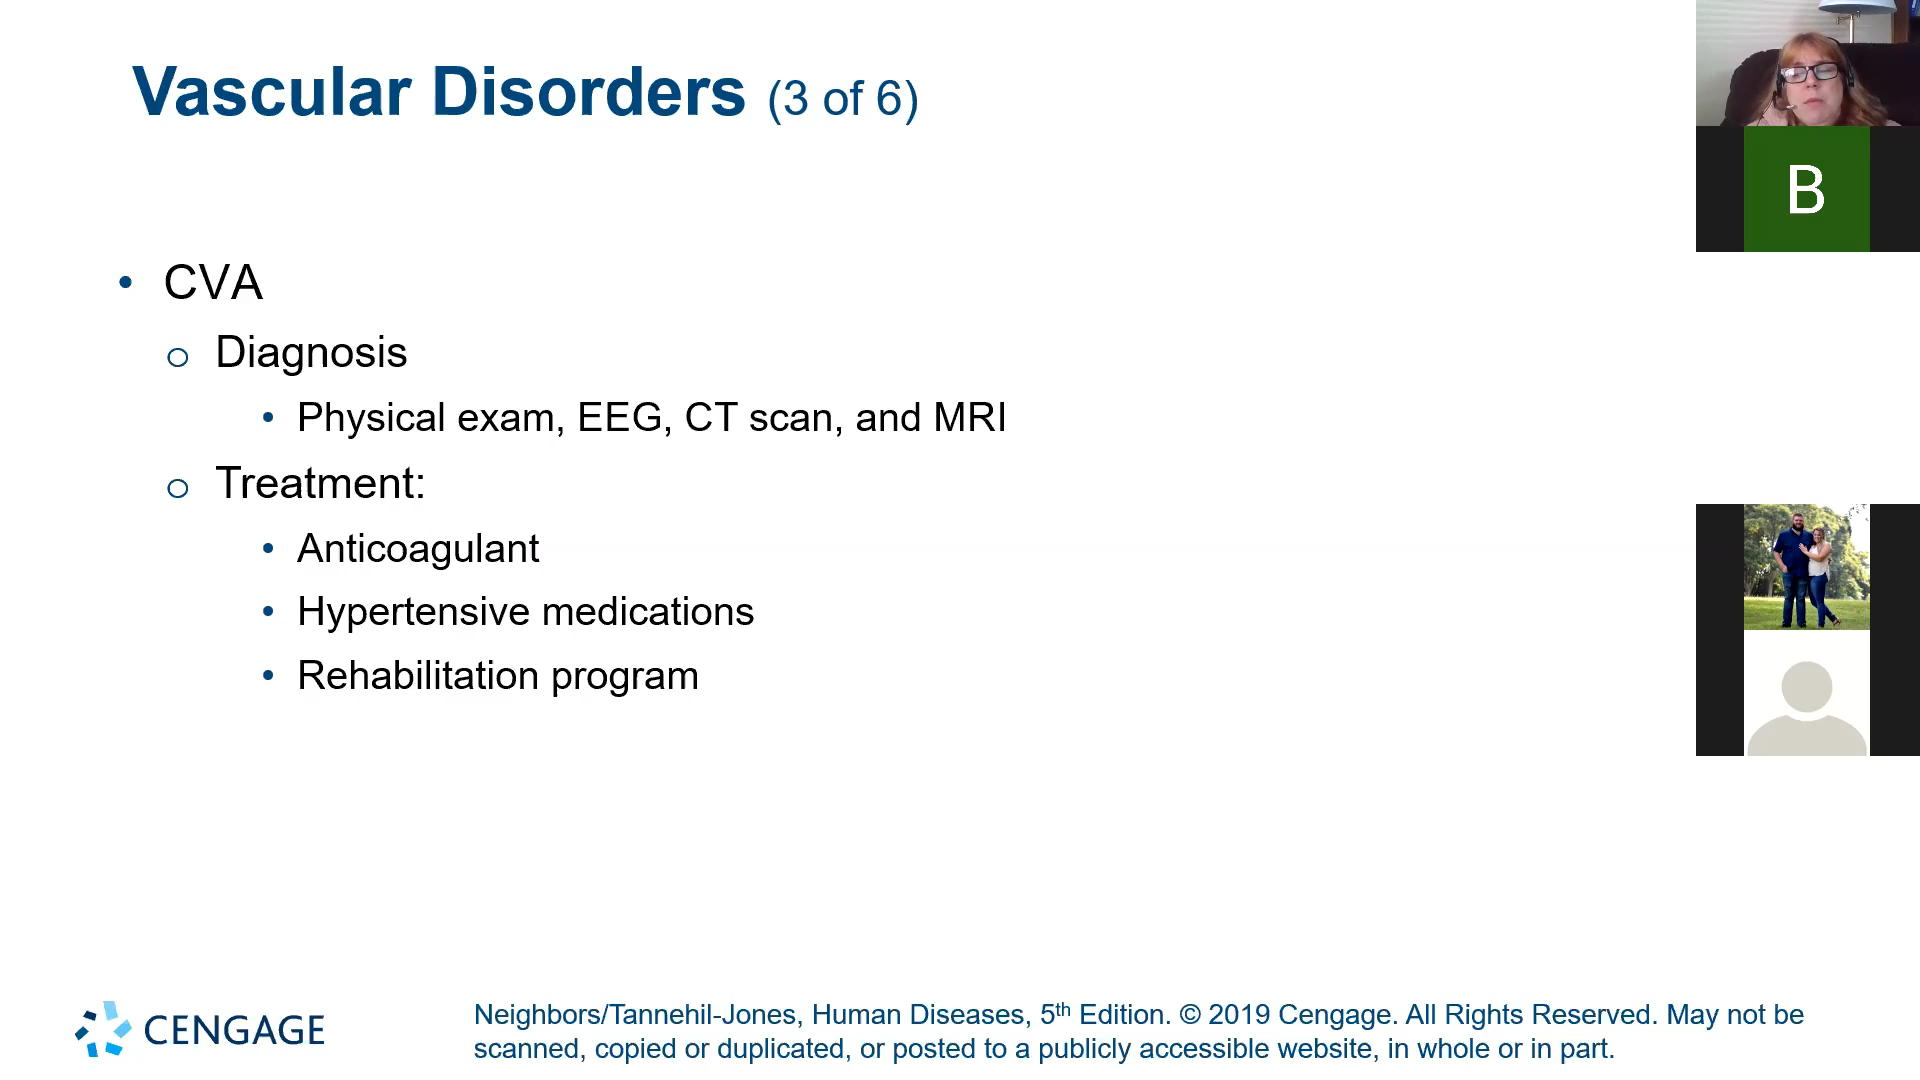 Vascular Disorders (3 of 6)
B
• CVA
o Diagnosis
• Physical exam, EEG, CT scan, and MRI
o Treatment:
• Anticoagulant
• Hypertensive medications
• Rehabilitation program
CENGAGE
Neighbors/Tannehil-Jones, Human Diseases, 5th Edition. © 2019 Cengage. All Rights Reserved. May not be
scanned, copied or duplicated, or posted to a publicly accessible website, in whole or in part.